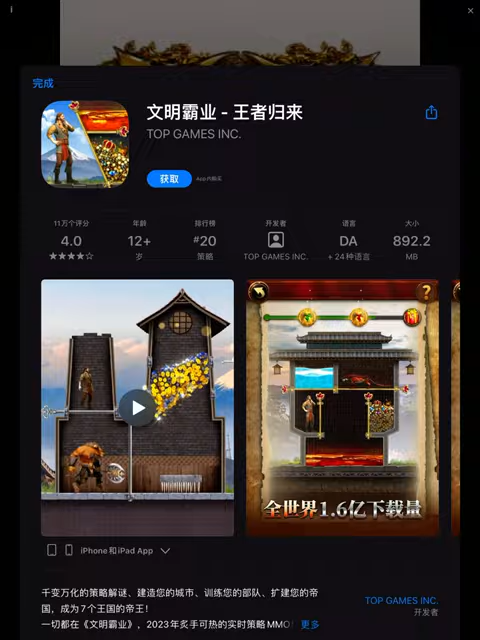 完成
文明霸业 - 王者归来
TOP GAMES INC.
获取
App内购买
11万个评分
年龄
排行榜
开发者
语言
大小
4.0
12+
#20
DA
892.2
岁
策略
TOP GAMES INC.
+ 24种语言
MB
?
全世界1.6亿下载量
iPhone和iPad App
千变万化的策略解谜、建造您的城市、训练您的部队、扩建您的帝
国，成为7个王国的帝王！
一切都在《文明霸业》，2023年炙手可热的实时策略MMO!
更多
TOP GAMES INC.
开发者